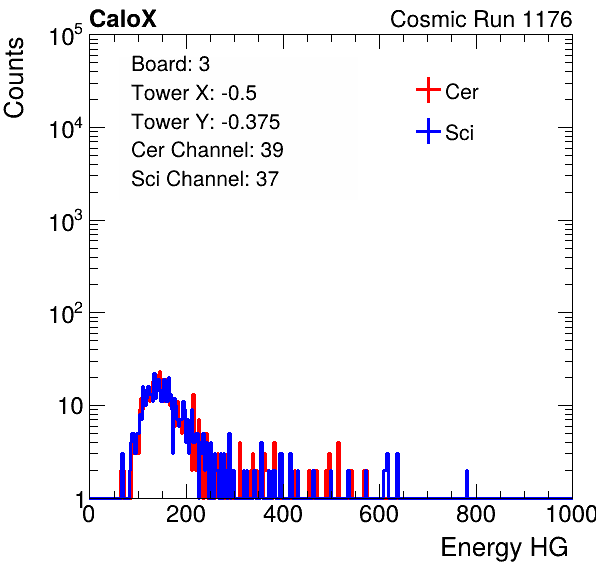 CaloX Cosmic Run 1176
Counts
10^5
10^4
10^3
10^2
10
1
Board: 3
Tower X: -0.5
Tower Y: -0.375
Cer Channel: 39
Sci Channel: 37
Cer
Sci
0 200 400 600 800 1000
Energy HG